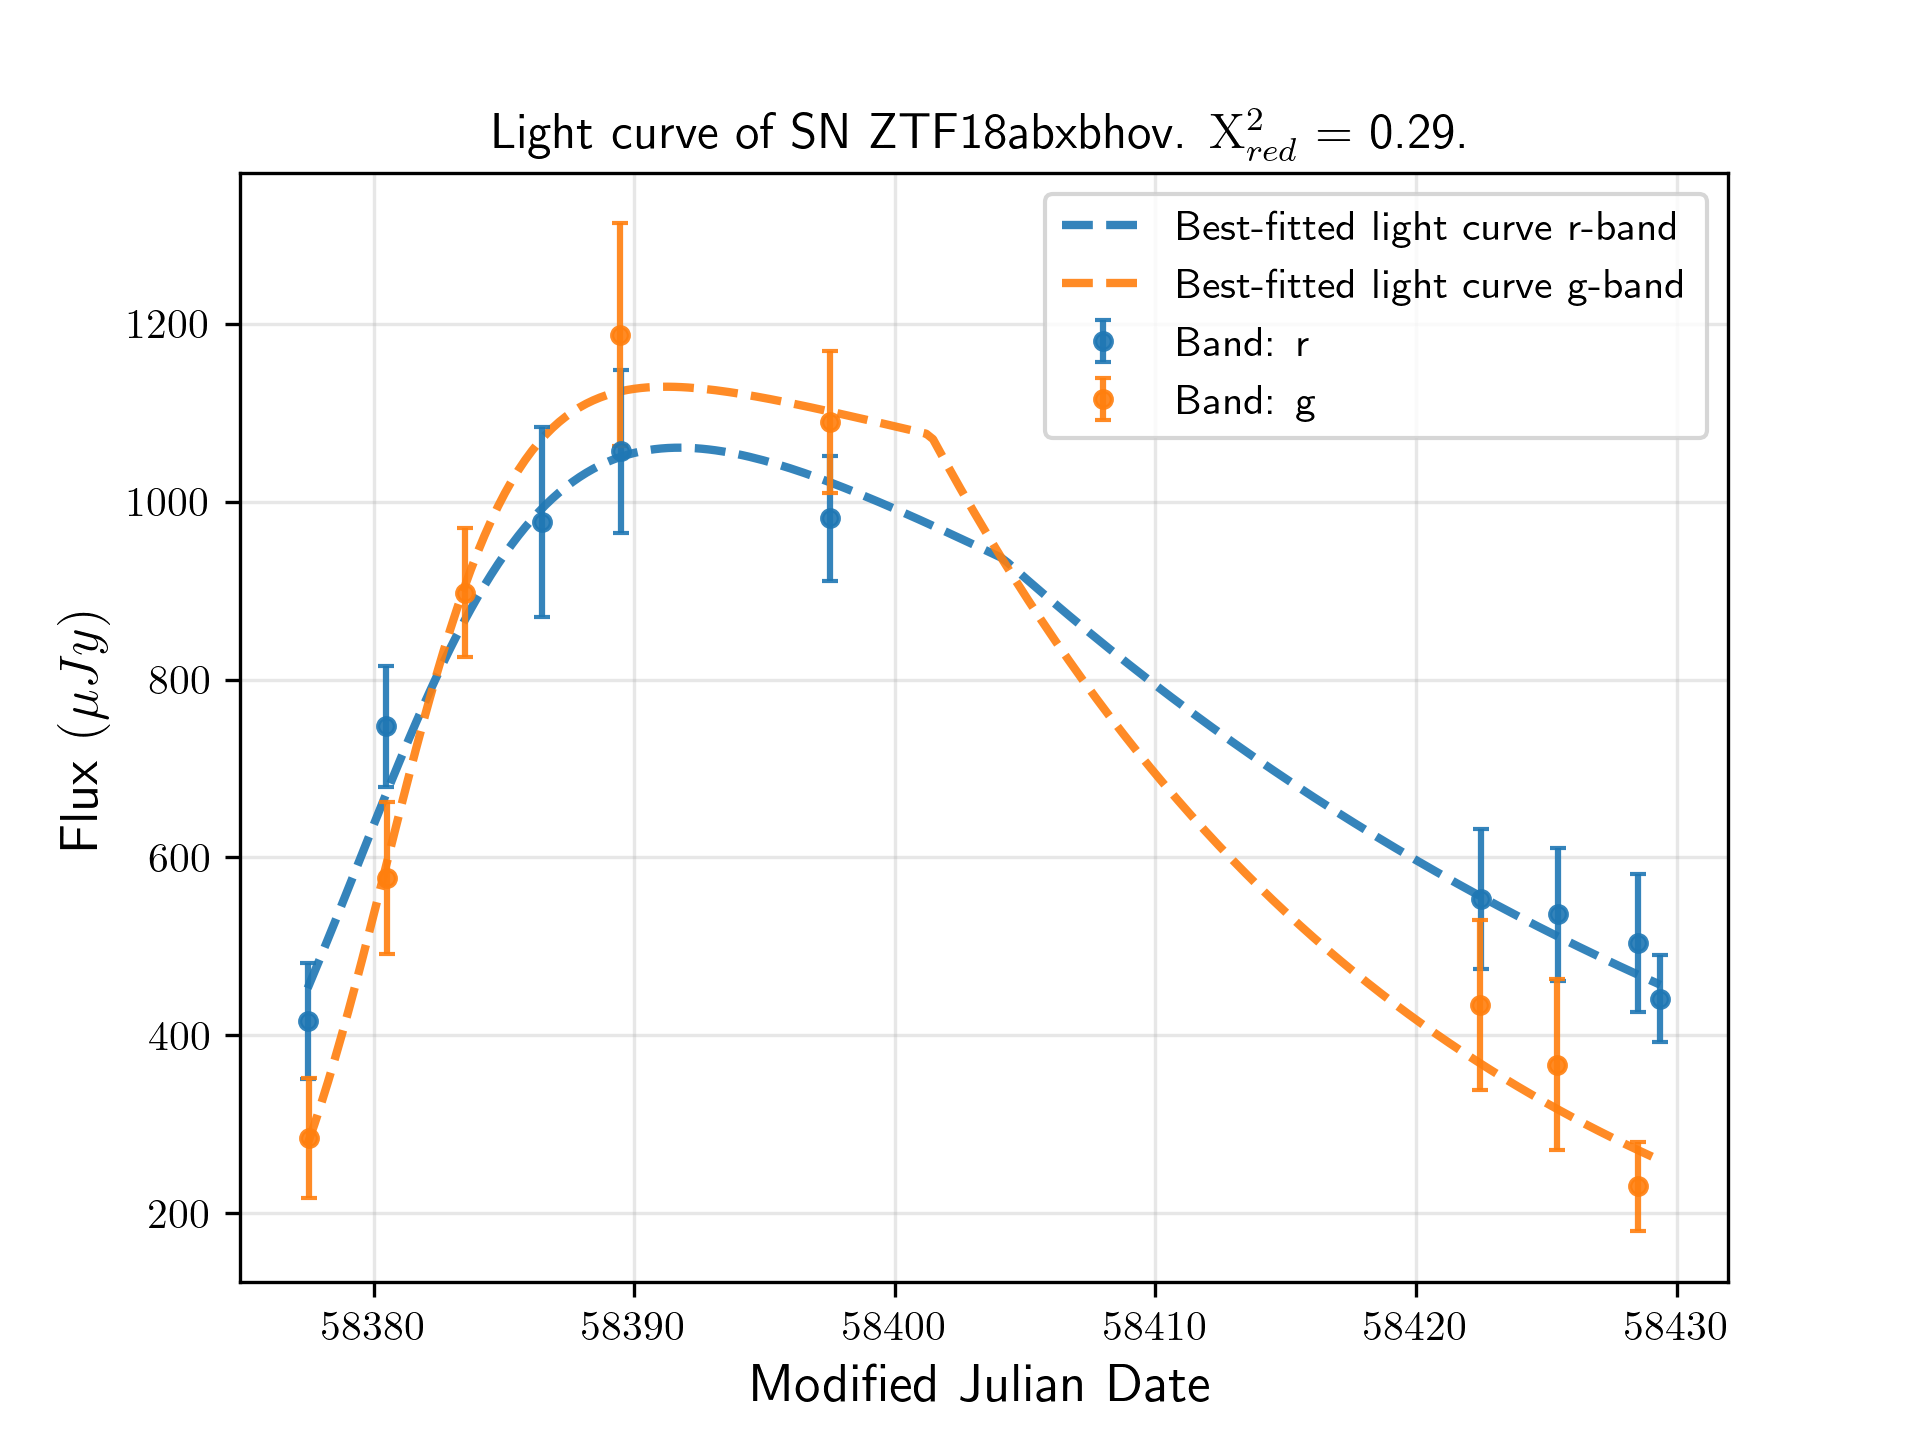 Light curve of SN ZTF18abxbhov. X²_red = 0.29.
Best-fitted light curve r-band
Best-fitted light curve g-band
Band: r
Band: g
Flux (μJy)
1200
1000
800
600
400
200
58380 58390 58400 58410 58420 58430
Modified Julian Date